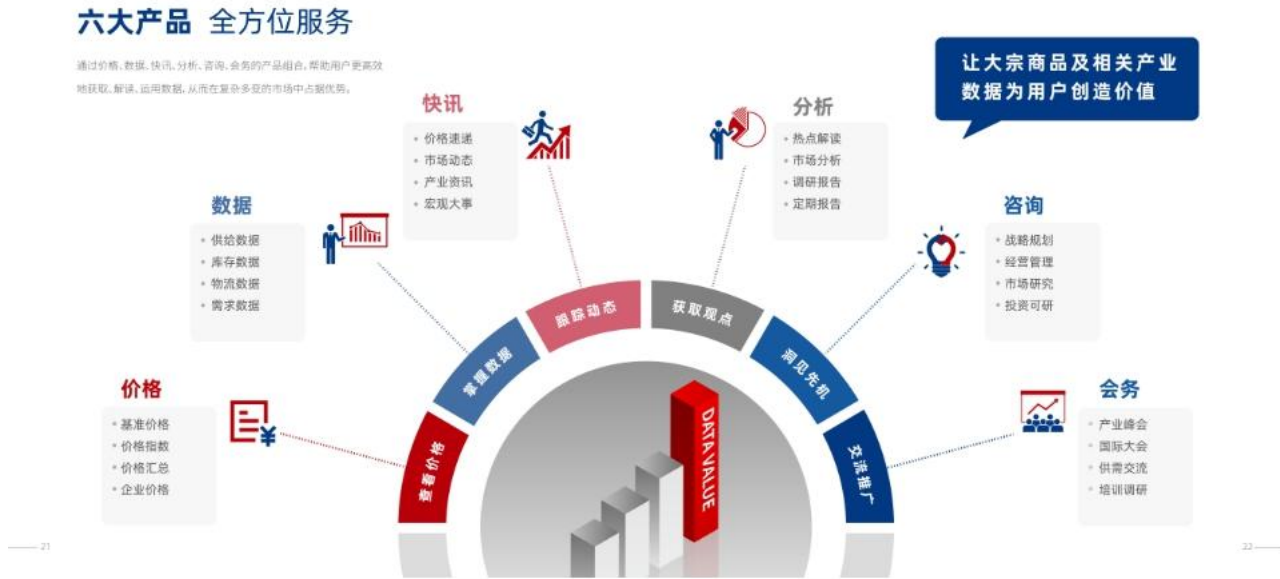 六大产品 全方位服务
通过价格、数据、快讯、分析、咨询、会务的产品组合,帮助用户更高效
地获取、解读、运用数据,从而在复杂多变的市场中占据优势。
让大宗商品及相关产业
数据为用户创造价值
快讯
• 价格速递
• 市场动态
• 产业资讯
• 宏观大事
分析
• 热点解读
• 市场分析
• 调研报告
• 定期报告
数据
• 供给数据
• 库存数据
• 物流数据
• 需求数据
咨询
• 战略规划
• 经营管理
• 市场研究
• 投资可研
价格
• 基准价格
• 价格指数
• 价格汇总
• 企业价格
会务
• 产业峰会
• 国际大会
• 供需交流
• 培训调研
查看价格
掌握数据
跟踪动态
获取观点
洞见先机
交流推广
DATA VALUE
¥
21
22